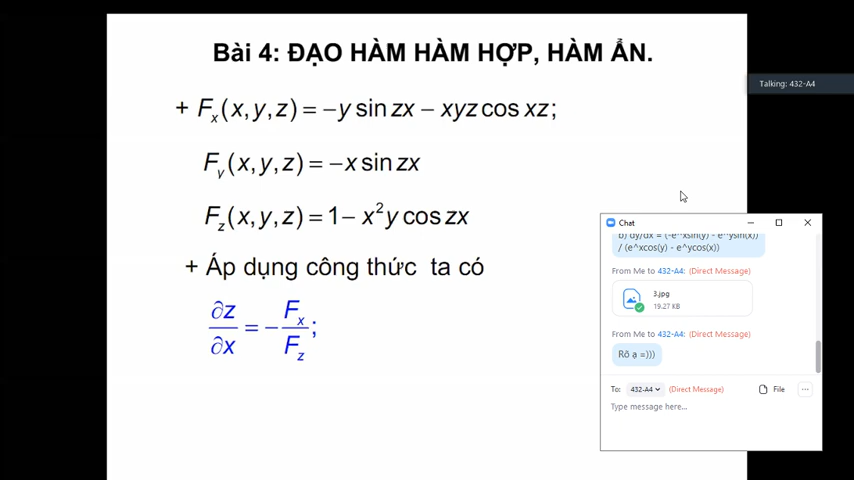 Bài 4: ĐẠO HÀM HÀM HỢP, HÀM ẨN.
Talking: 432-A4
+ Fx(x,y,z) = −y sin zx − xyz cos xz;
Fy(x,y,z) = −x sin zx
Fz(x,y,z) = 1 − x²y cos zx
+ Áp dụng công thức ta có
∂z/∂x = − Fx/Fz;
Chat
b) dy/dx = (-e^xsin(y) - e^ysin(x))
/ (e^xcos(y) - e^ycos(x))
From Me to 432-A4: (Direct Message)
3.jpg
19.27 KB
From Me to 432-A4: (Direct Message)
Rõ ạ =)))
To: 432-A4 (Direct Message) File
Type message here...